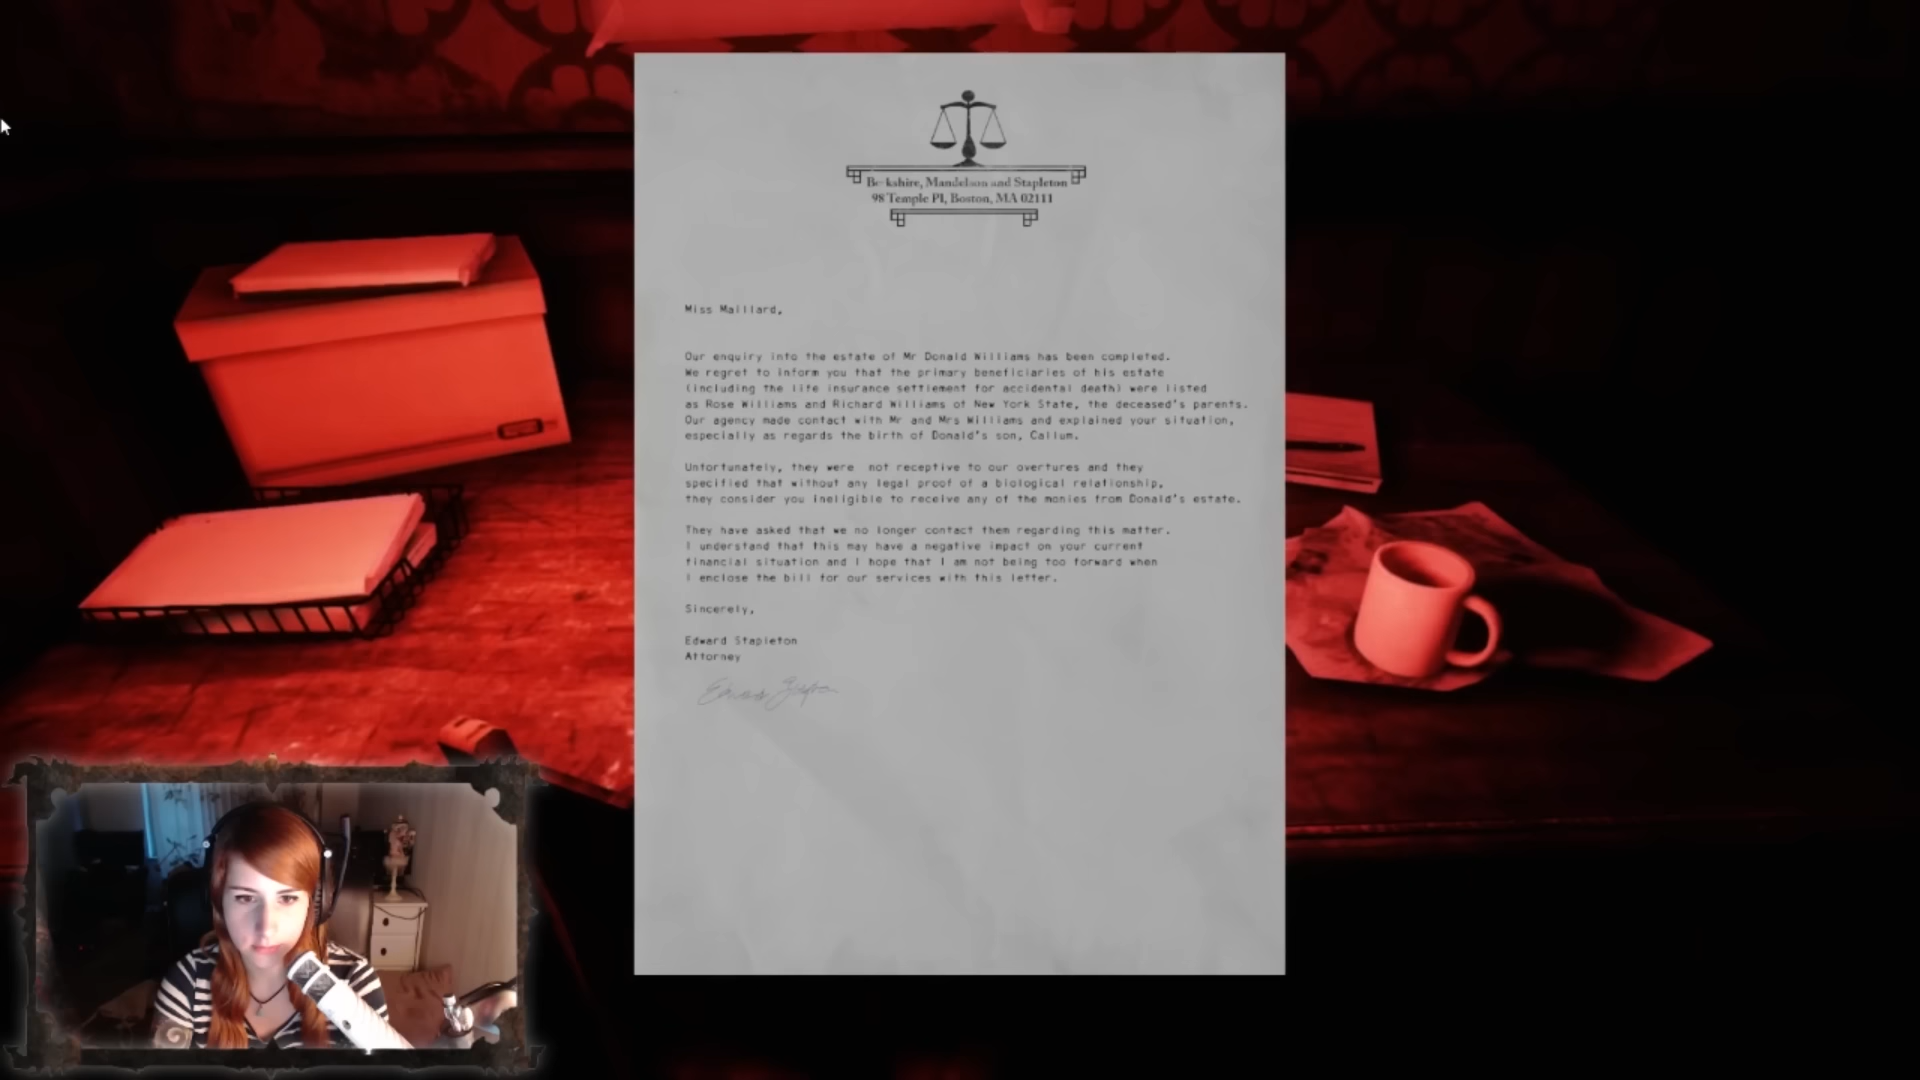 Berkshire, Mandelson and Stapleton
98 Temple Pl, Boston, MA 02111
Miss Maillard,
Our enquiry into the estate of Mr Donald Williams has been completed.
We regret to inform you that the primary beneficiaries of his estate
(including the life insurance settlement for accidental death) were listed
as Rose Williams and Richard Williams of New York State, the deceased's parents.
Our agency made contact with Mr and Mrs Williams and explained your situation,
especially as regards the birth of Donald's son, Callum.
Unfortunately, they were  not receptive to our overtures and they
specified that without any legal proof of a biological relationship,
they consider you ineligible to receive any of the monies from Donald's estate.
They have asked that we no longer contact them regarding this matter.
I understand that this may have a negative impact on your current
financial situation and I hope that I am not being too forward when
I enclose the bill for our services with this letter.
Sincerely,
Edward Stapleton
Attorney